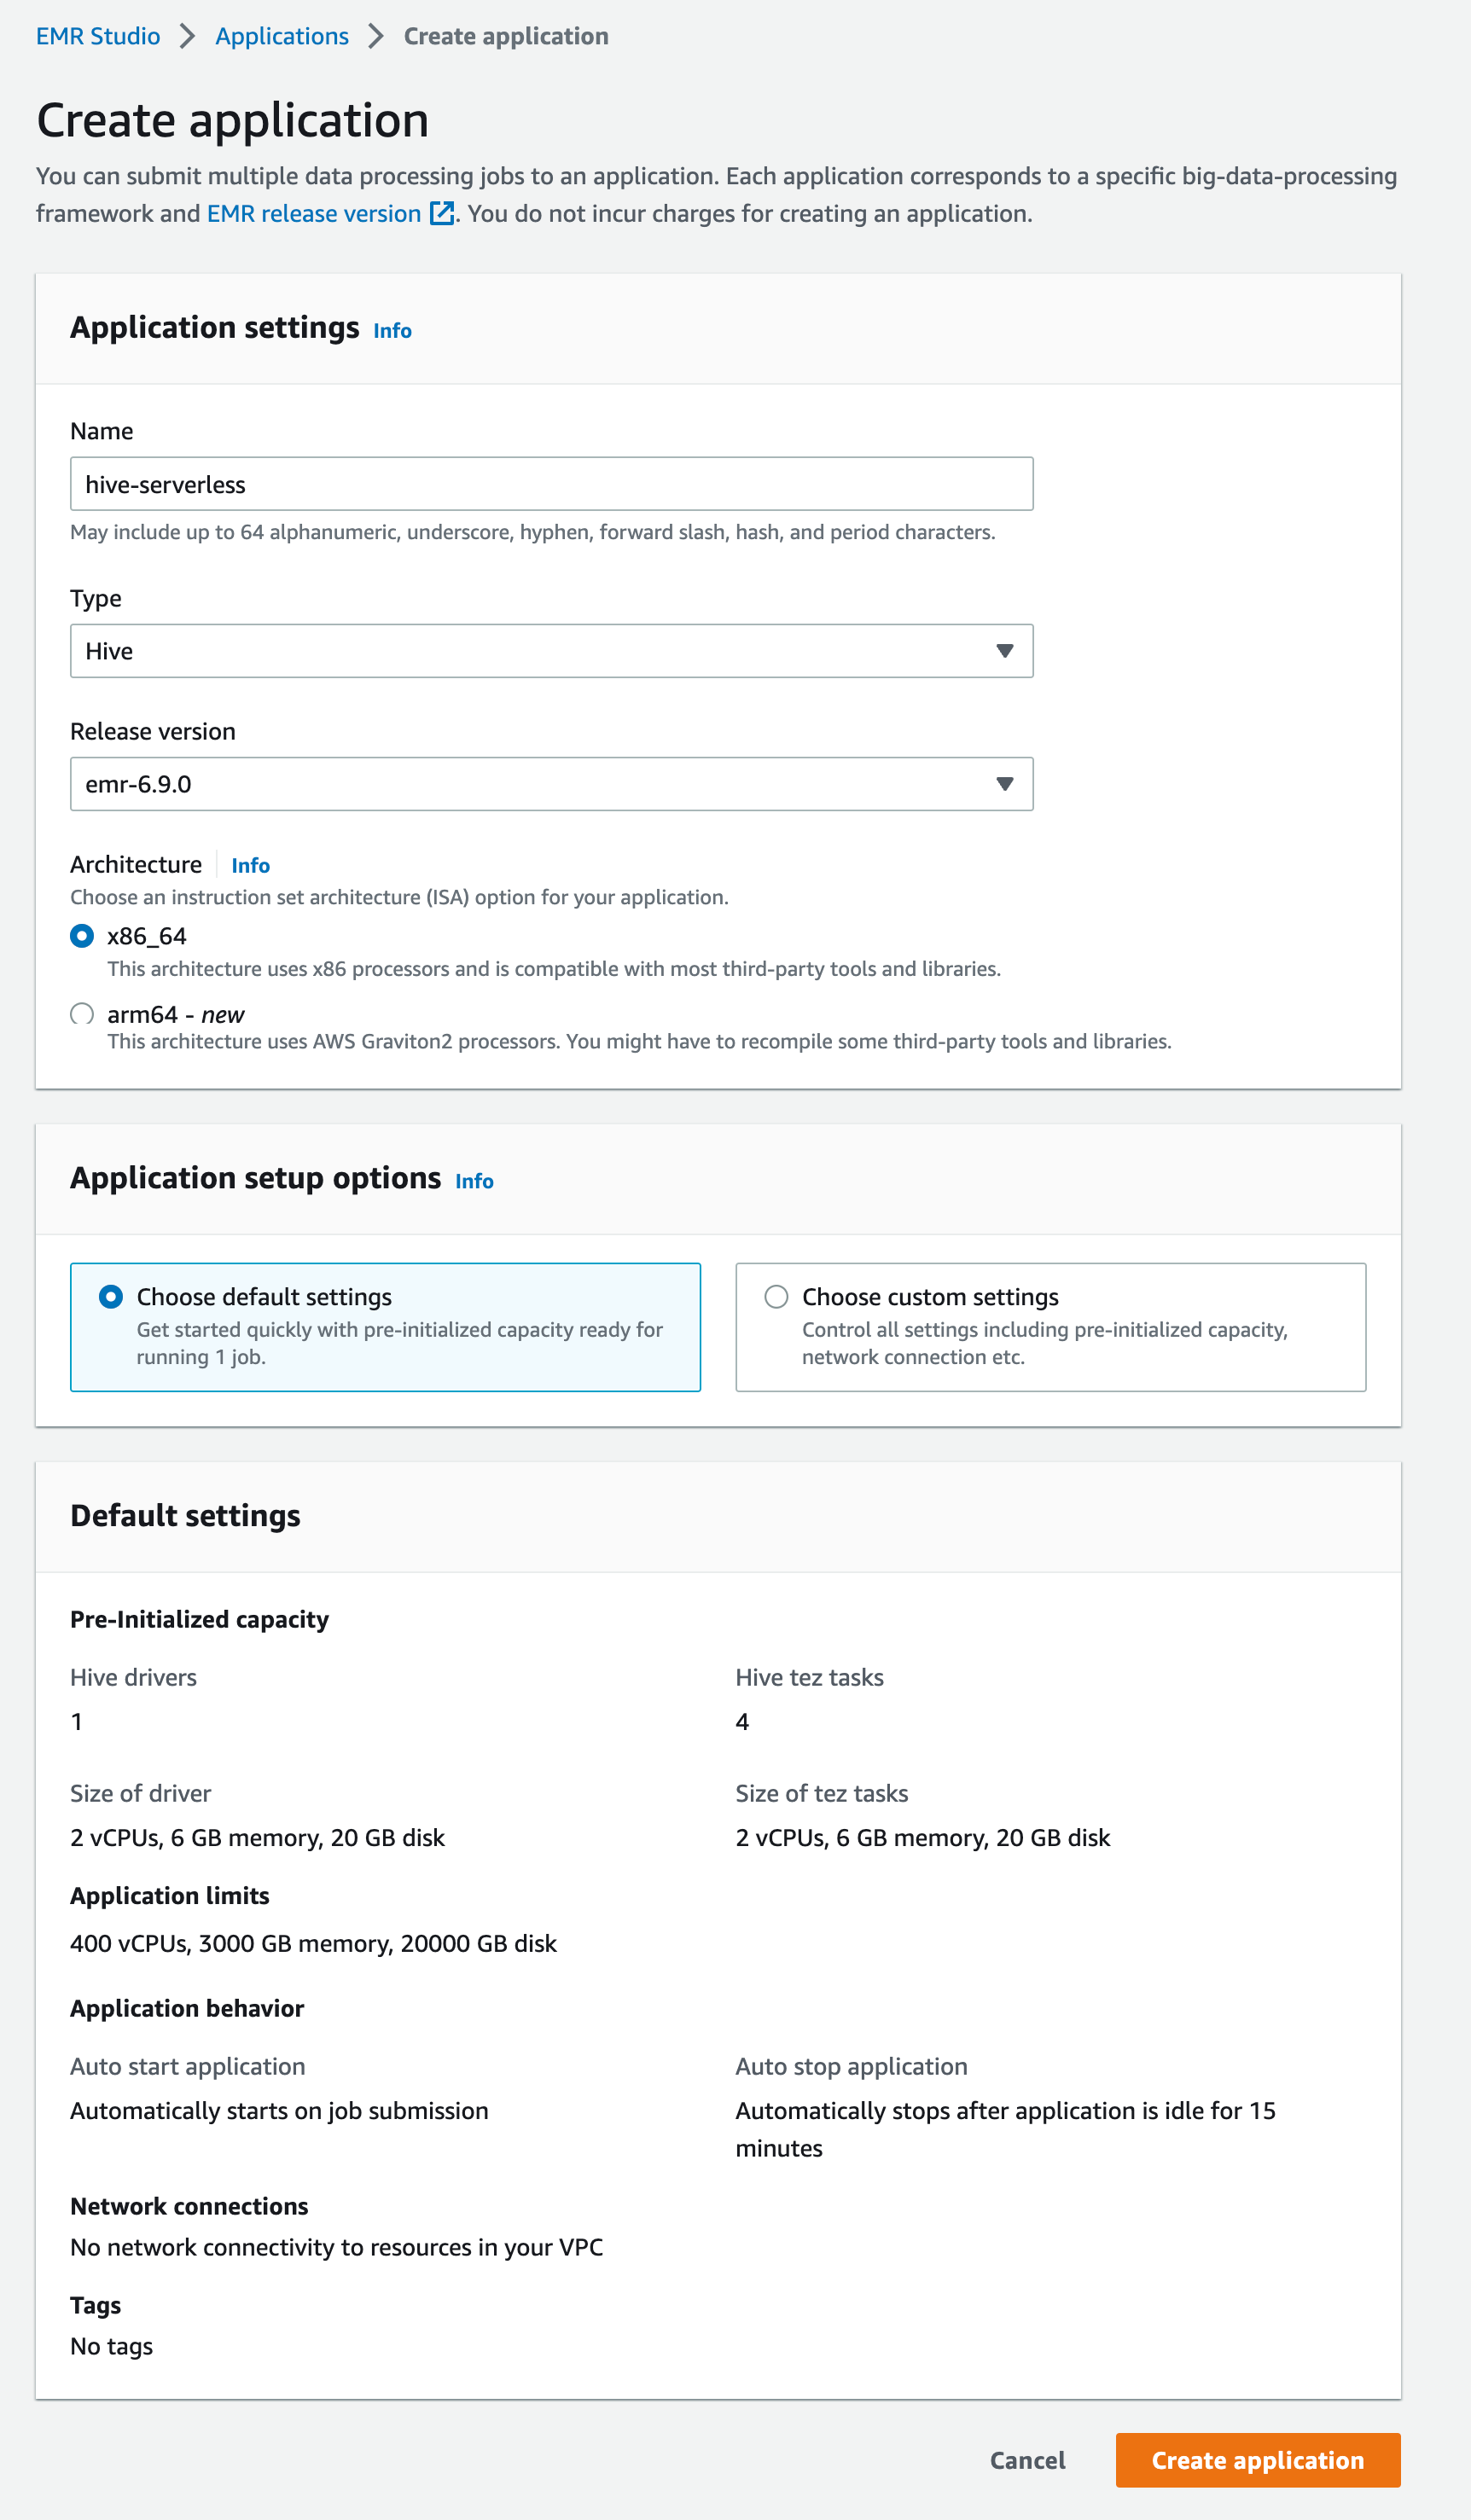 EMR Studio > Applications > Create application
Create application
You can submit multiple data processing jobs to an application. Each application corresponds to a specific big-data-processing
framework and EMR release version. You do not incur charges for creating an application.
Application settings Info
Name
hive-serverless
May include up to 64 alphanumeric, underscore, hyphen, forward slash, hash, and period characters.
Type
Hive
Release version
emr-6.9.0
Architecture Info
Choose an instruction set architecture (ISA) option for your application.
x86_64
This architecture uses x86 processors and is compatible with most third-party tools and libraries.
arm64 - new
This architecture uses AWS Graviton2 processors. You might have to recompile some third-party tools and libraries.
Application setup options Info
Choose default settings
Get started quickly with pre-initialized capacity ready for
running 1 job.
Choose custom settings
Control all settings including pre-initialized capacity,
network connection etc.
Default settings
Pre-Initialized capacity
Hive drivers
1
Hive tez tasks
4
Size of driver
2 vCPUs, 6 GB memory, 20 GB disk
Size of tez tasks
2 vCPUs, 6 GB memory, 20 GB disk
Application limits
400 vCPUs, 3000 GB memory, 20000 GB disk
Application behavior
Auto start application
Automatically starts on job submission
Auto stop application
Automatically stops after application is idle for 15
minutes
Network connections
No network connectivity to resources in your VPC
Tags
No tags
Cancel
Create application